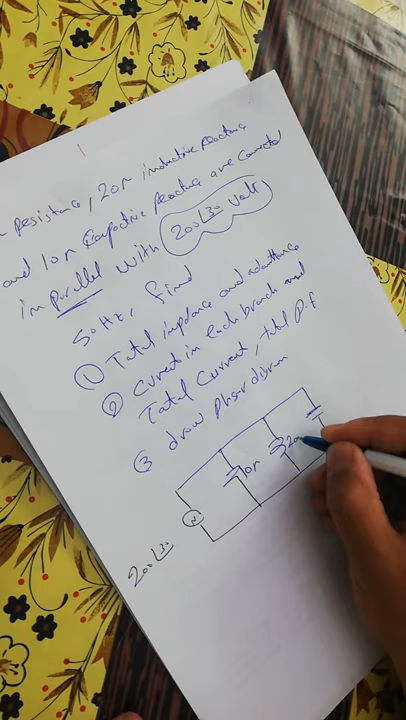 Resistance, 20Ω inductive Reactance
and 10Ω Capacitive Reactance are Connected
in parallel with 200∠30 Volt
50Hz, Find
① Total impedance and admittance
② Current in each branch and
Total Current, total P.f
③ draw phasor diagram
10Ω
20
200∠30